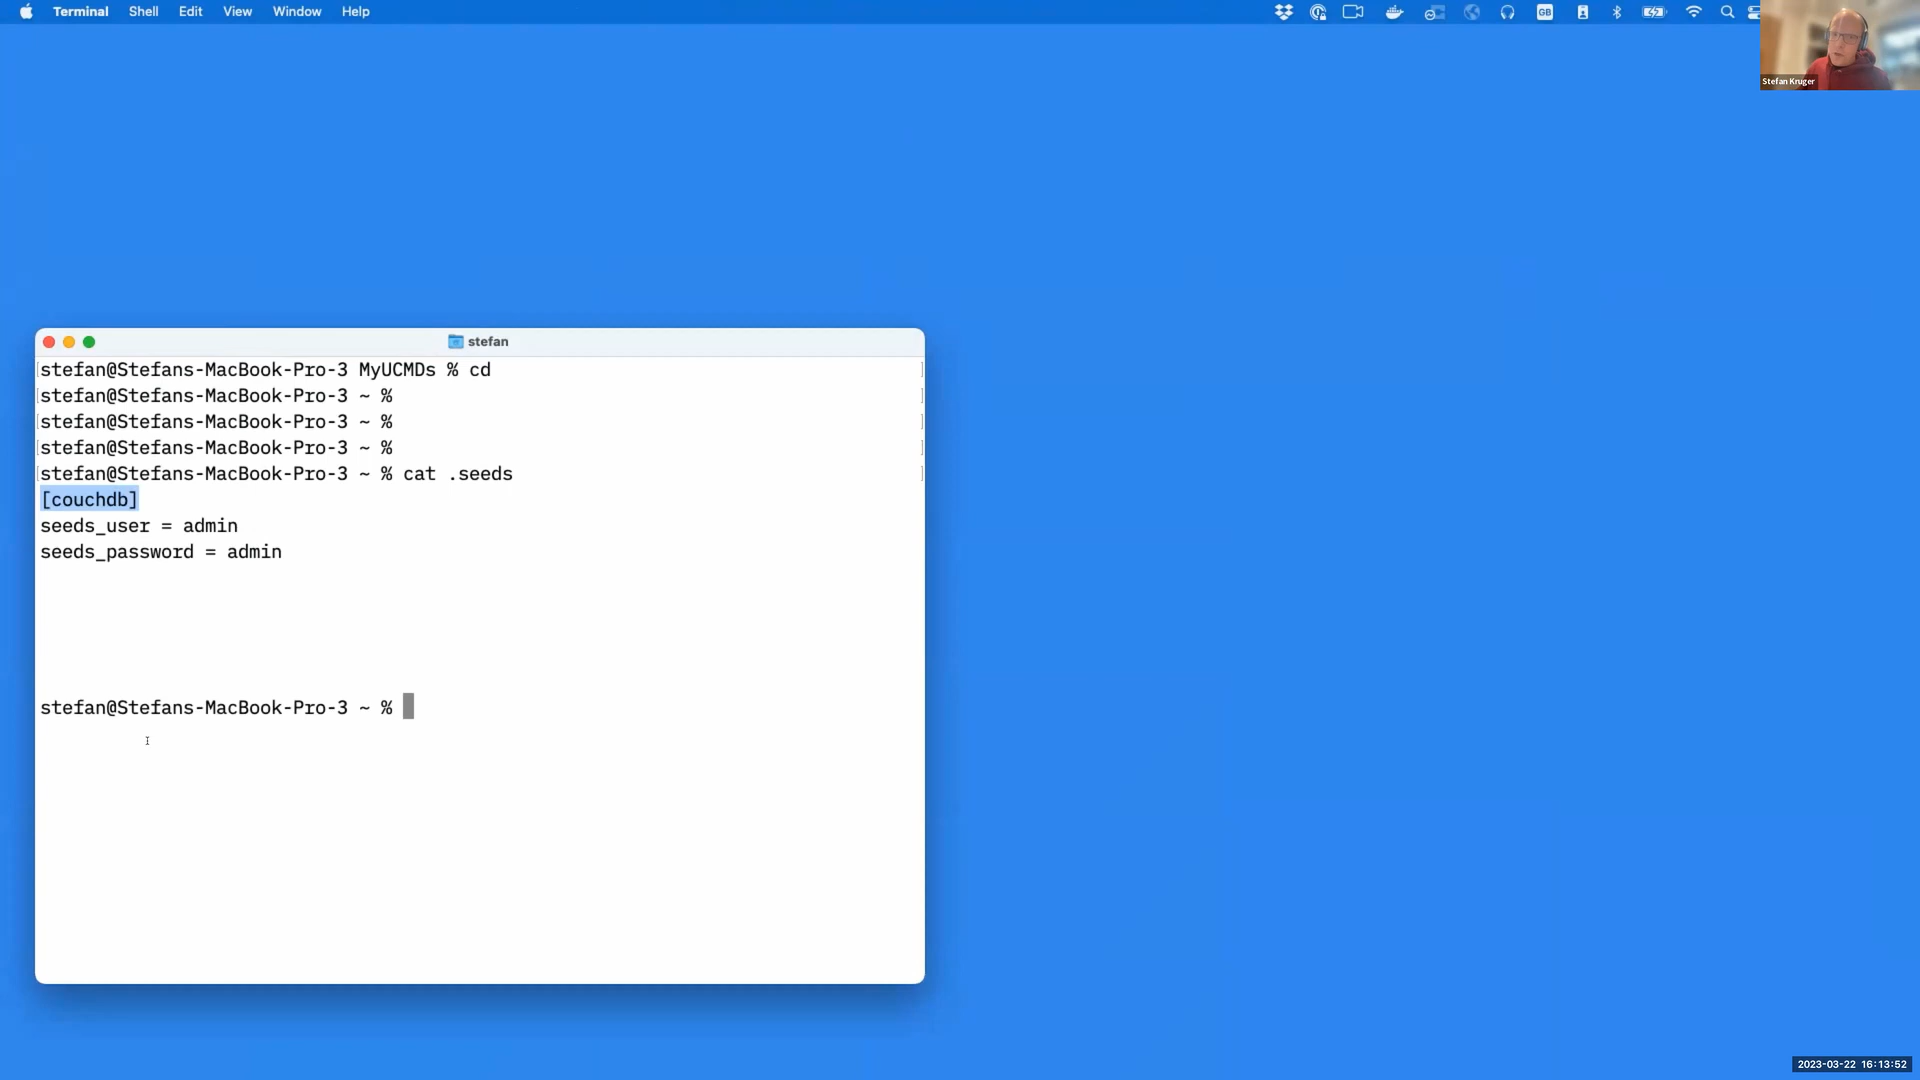 Terminal Shell Edit View Window Help
GB
Stefan Kruger
stefan
stefan@Stefans-MacBook-Pro-3 MyUCMDs % cd
stefan@Stefans-MacBook-Pro-3 ~ %
stefan@Stefans-MacBook-Pro-3 ~ %
stefan@Stefans-MacBook-Pro-3 ~ %
stefan@Stefans-MacBook-Pro-3 ~ % cat .seeds
[couchdb]
seeds_user = admin
seeds_password = admin
stefan@Stefans-MacBook-Pro-3 ~ %
2023-03-22 16:13:52